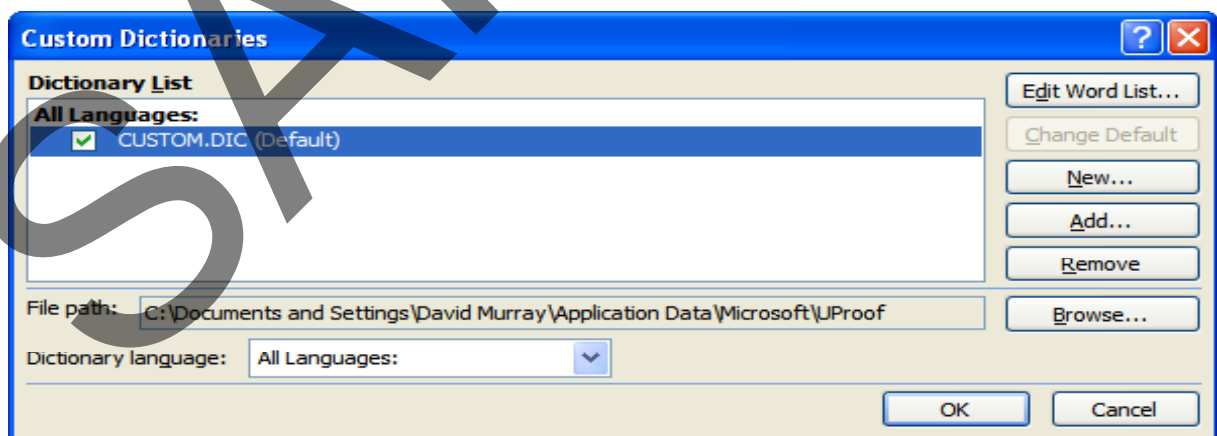 Custom Dictionaries
Dictionary List
Edit Word List...
All Languages:
CUSTOM.DIC (Default)
Change Default
New...
Add...
Remove
File path: C:\Documents and Settings\David Murray\Application Data\Microsoft\UProof
Browse...
Dictionary language: All Languages:
OK Cancel